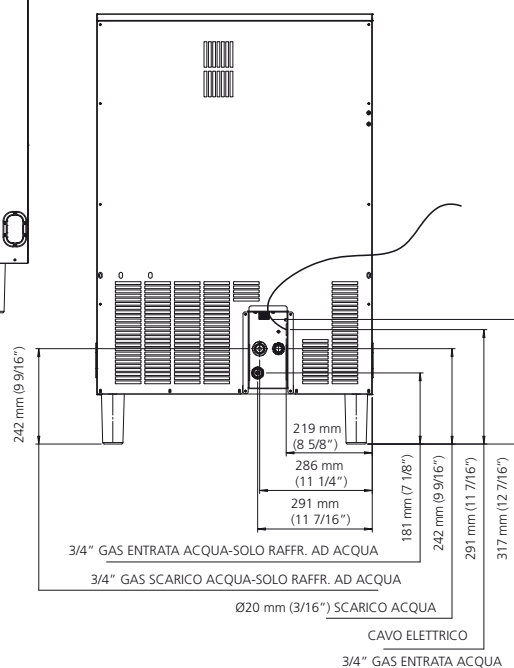 242 mm (9 9/16”)
219 mm
(8 5/8”)
286 mm
(11 1/4”)
291 mm
(11 7/16”)
181 mm (7 1/8”)
242 mm (9 9/16”)
291 mm (11 7/16”)
317 mm (12 7/16”)
3/4” GAS ENTRATA ACQUA-SOLO RAFFR. AD ACQUA
3/4” GAS SCARICO ACQUA-SOLO RAFFR. AD ACQUA
Ø20 mm (3/16”) SCARICO ACQUA
CAVO ELETTRICO
3/4” GAS ENTRATA ACQUA